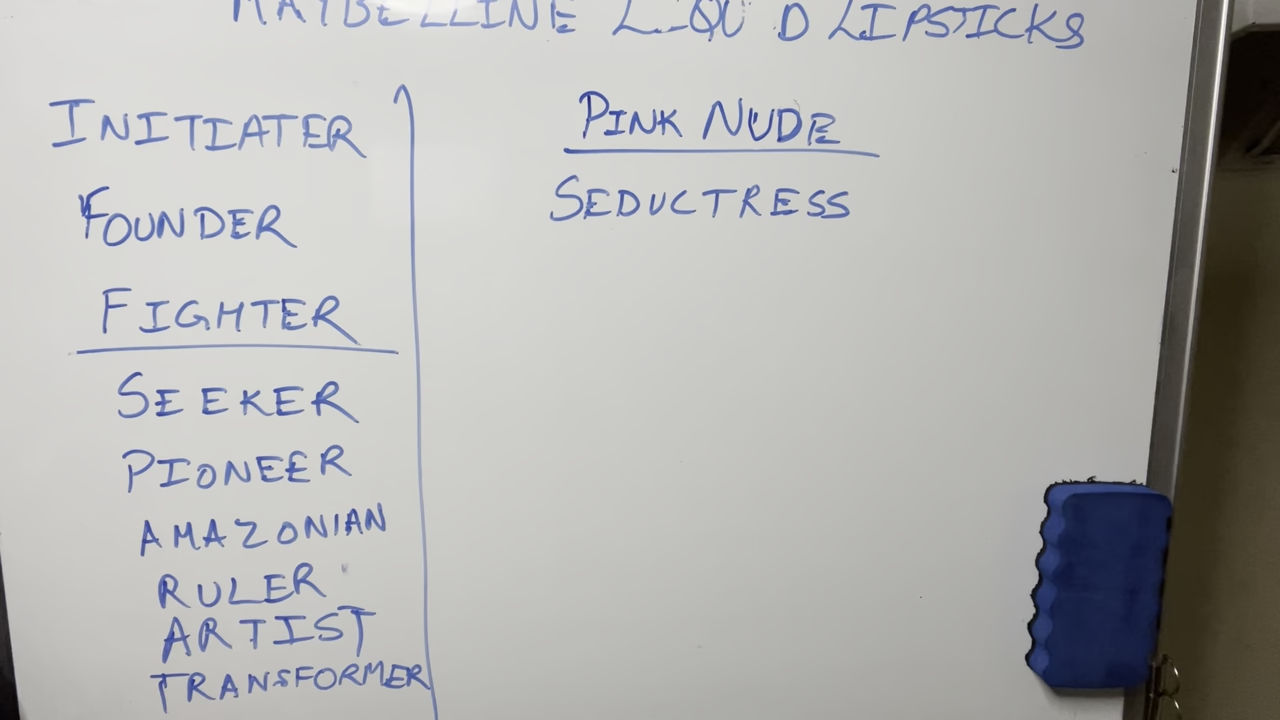 MAYBELLINE LIQUID LIPSTICKS
INITIATER
FOUNDER
FIGHTER
SEEKER
PIONEER
AMAZONIAN
RULER
ARTIST
TRANSFORMER
PINK NUDE
SEDUCTRESS